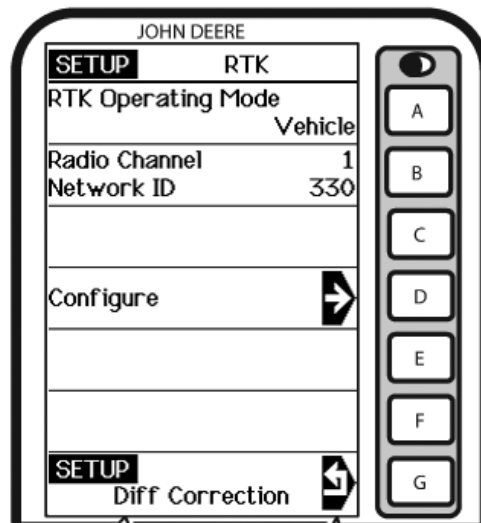 JOHN DEERE
SETUP RTK
RTK Operating Mode
Vehicle
Radio Channel 1
Network ID 330
Configure
SETUP
Diff Correction
A
B
C
D
E
F
G